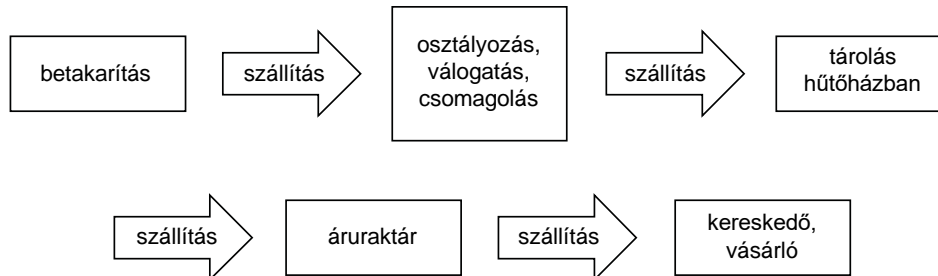 betakarítás
szállítás
osztályozás,
válogatás,
csomagolás
szállítás
tárolás
hűtőházban
szállítás
áruraktár
szállítás
kereskedő,
vásárló